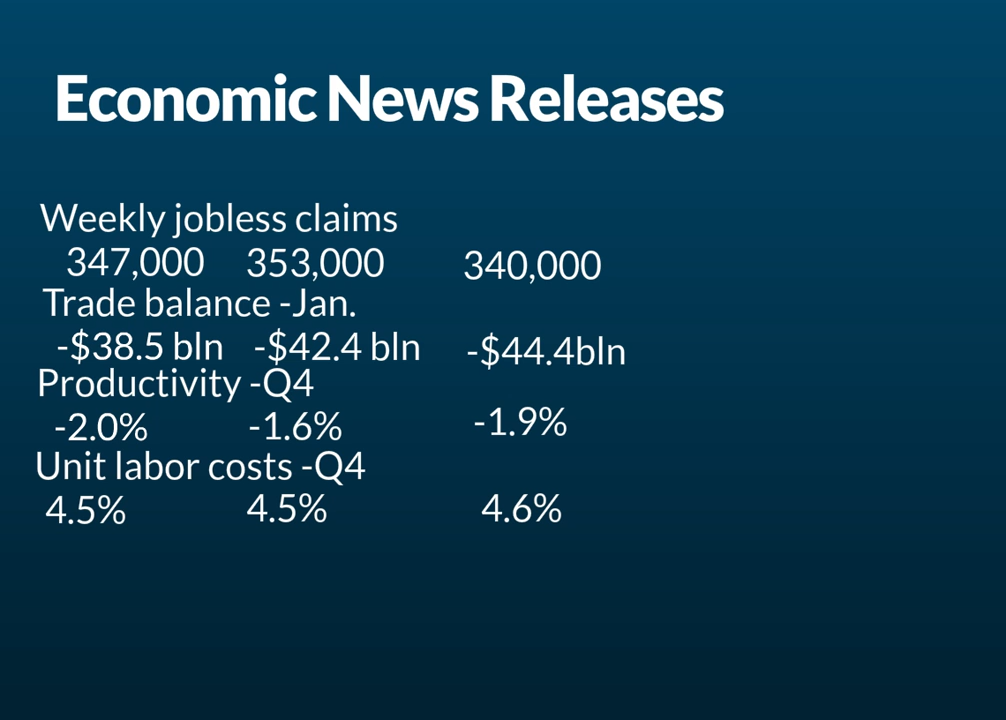 Economic News Releases
Weekly jobless claims
347,000 353,000 340,000
Trade balance -Jan.
-$38.5 bln -$42.4 bln -$44.4bln
Productivity -Q4
-2.0% -1.6% -1.9%
Unit labor costs -Q4
4.5% 4.5% 4.6%